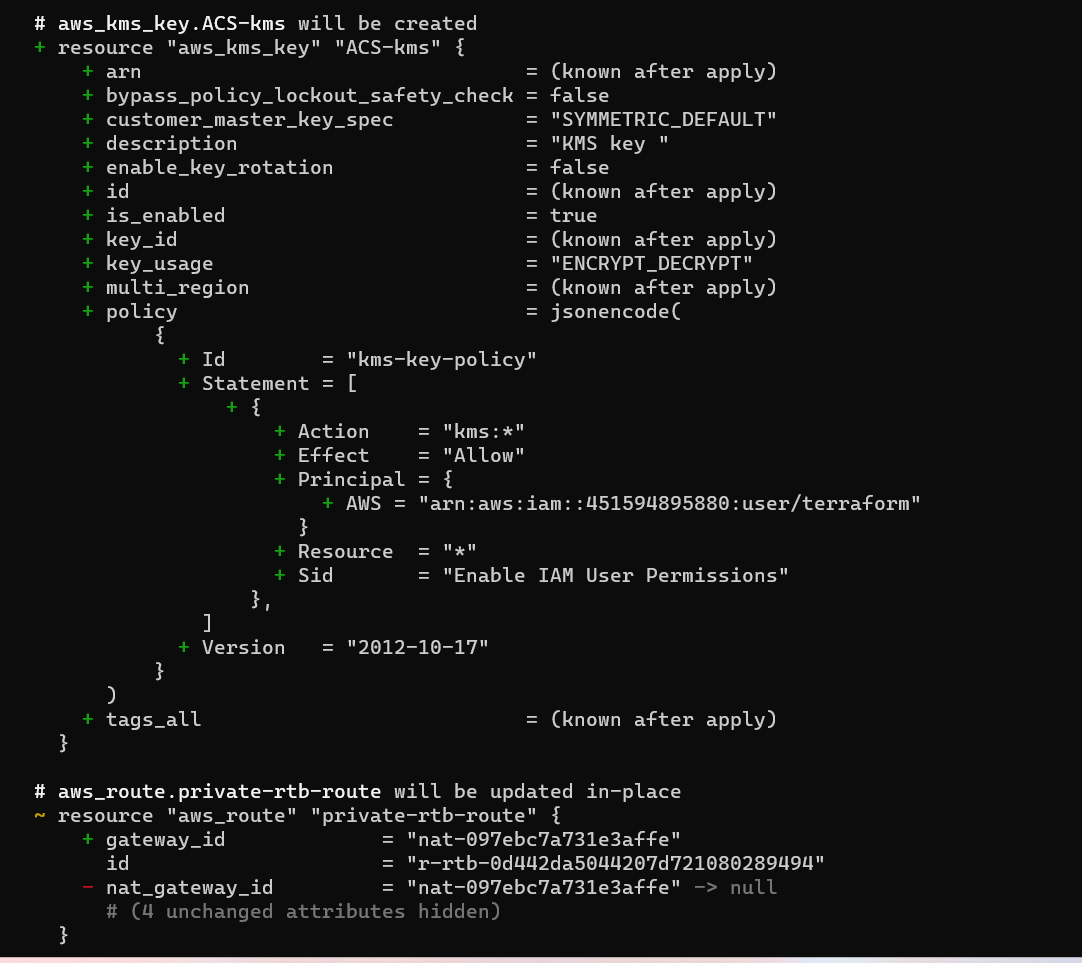 # aws_kms_key.ACS-kms will be created
+ resource "aws_kms_key" "ACS-kms" {
+ arn = (known after apply)
+ bypass_policy_lockout_safety_check = false
+ customer_master_key_spec = "SYMMETRIC_DEFAULT"
+ description = "KMS key "
+ enable_key_rotation = false
+ id = (known after apply)
+ is_enabled = true
+ key_id = (known after apply)
+ key_usage = "ENCRYPT_DECRYPT"
+ multi_region = (known after apply)
+ policy = jsonencode(
{
+ Id = "kms-key-policy"
+ Statement = [
+ {
+ Action = "kms:*"
+ Effect = "Allow"
+ Principal = {
+ AWS = "arn:aws:iam::451594895880:user/terraform"
}
+ Resource = "*"
+ Sid = "Enable IAM User Permissions"
},
]
+ Version = "2012-10-17"
}
)
+ tags_all = (known after apply)
}
# aws_route.private-rtb-route will be updated in-place
~ resource "aws_route" "private-rtb-route" {
+ gateway_id = "nat-097ebc7a731e3affe"
id = "r-rtb-0d442da5044207d721080289494"
- nat_gateway_id = "nat-097ebc7a731e3affe" -> null
# (4 unchanged attributes hidden)
}